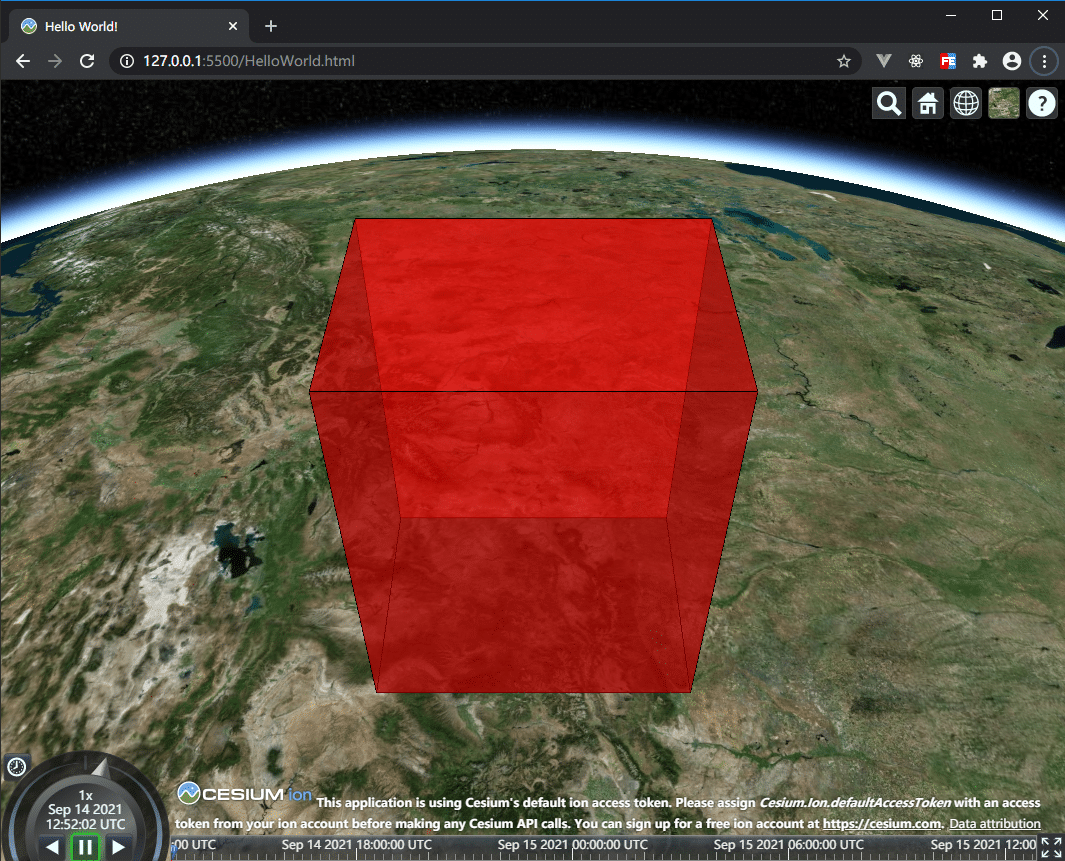 Hello World!
127.0.0.1:5500/HelloWorld.html
FE
?
1x
Sep 14 2021
12:52:02 UTC
CESIUM ion This application is using Cesium's default ion access token. Please assign Cesium.Ion.defaultAccessToken with an access
token from your ion account before making any Cesium API calls. You can sign up for a free ion account at https://cesium.com. Data attribution
:00 UTC Sep 14 2021 18:00:00 UTC Sep 15 2021 00:00:00 UTC Sep 15 2021 06:00:00 UTC Sep 15 2021 12:00